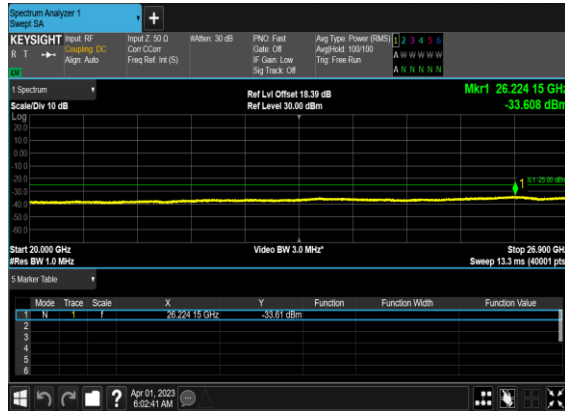 Spectrum Analyzer 1
Swept SA
KEYSIGHT Input: RF Input Z: 50 Ω #Atten: 30 dB PNO: Fast Avg Type: Power (RMS) 1 2 3 4 5 6
R T Coupling: DC Corr CCorr Gate: Off Avg|Hold: 100/100 A W W W W W
Align: Auto Freq Ref: Int (S) IF Gain: Low Trig: Free Run
Sig Track: Off A N N N N N
1 Spectrum Ref Lvl Offset 18.39 dB Mkr1 26.224 15 GHz
Scale/Div 10 dB Ref Level 30.00 dBm -33.608 dBm
Log
20.0
10.0
0.00
-10.0
-20.0
1 -25.00 dBm
-30.0
-40.0
-50.0
-60.0
Start 20.000 GHz Video BW 3.0 MHz* Stop 26.900 GHz
#Res BW 1.0 MHz Sweep 13.3 ms (40001 pts)
5 Marker Table
Mode Trace Scale X Y Function Function Width Function Value
1 N 1 f 26.224 15 GHz -33.61 dBm
2
3
4
5
6
? Apr 01, 2023
6:02:41 AM